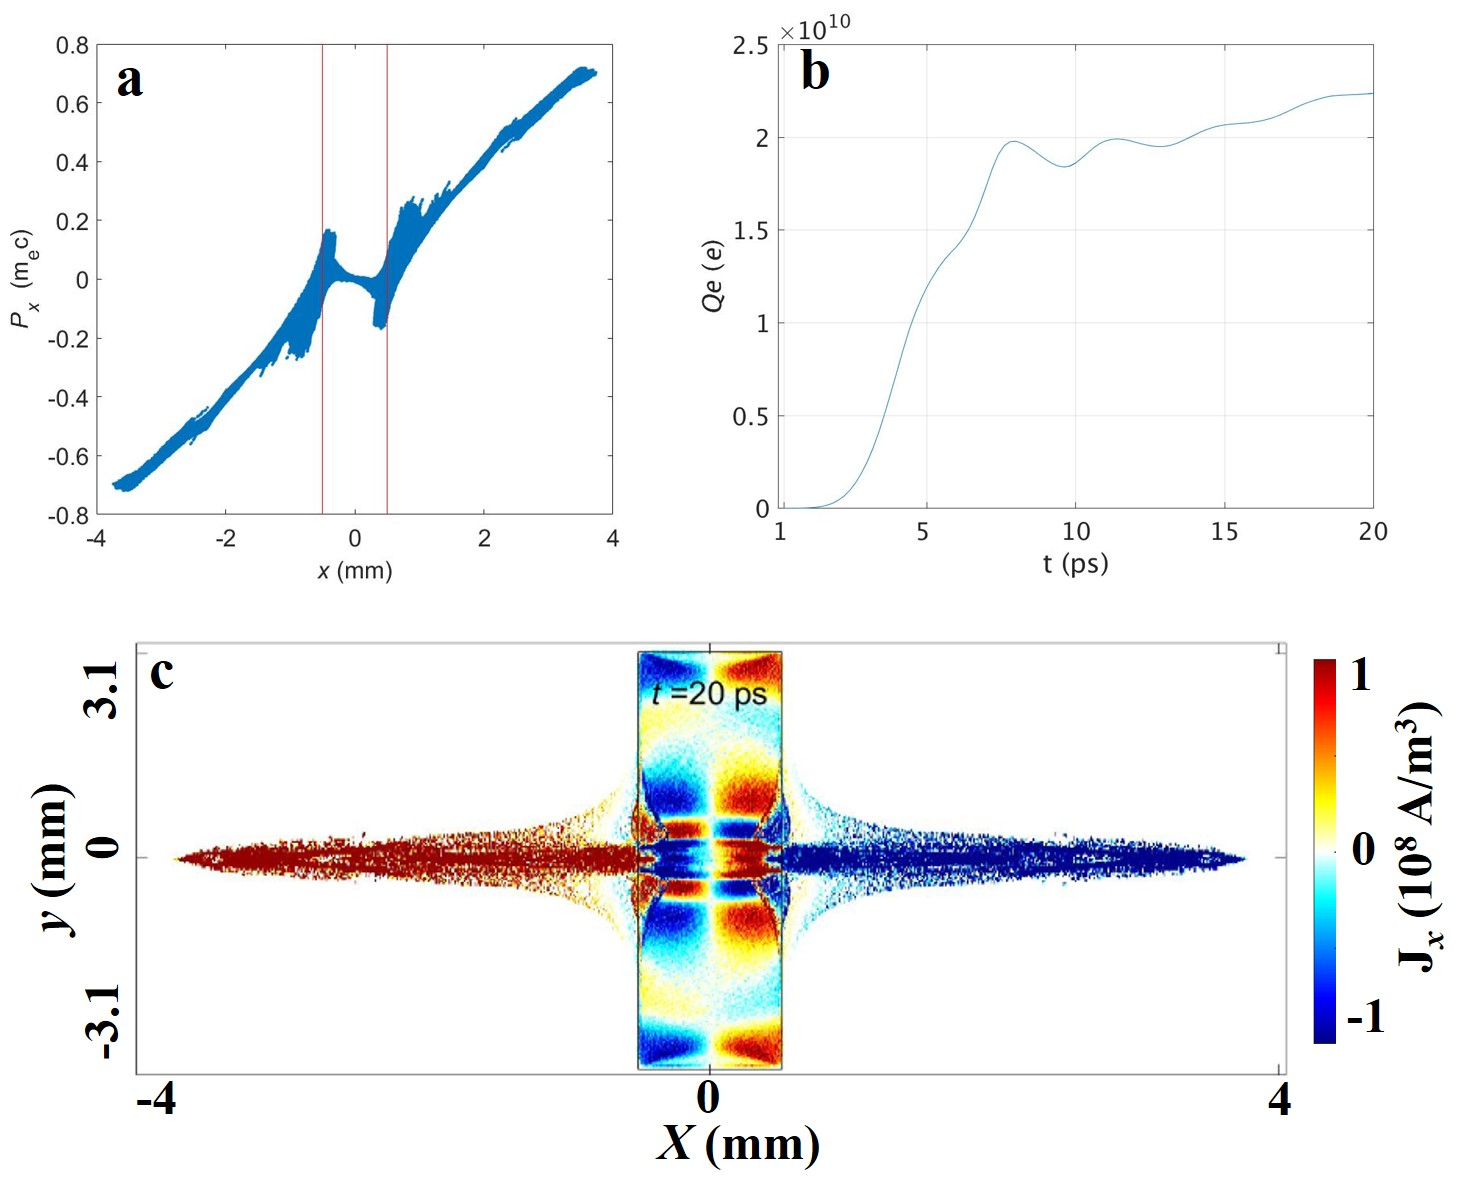 a
0.8
0.6
0.4
0.2
0
-0.2
-0.4
-0.6
-0.8
-4 -2 0 2 4
P_x (m_e c)
x (mm)
×10^10
b
2.5
2
1.5
1
0.5
0
1 5 10 15 20
Qe (e)
t (ps)
c
t =20 ps
3.1
0
-3.1
y (mm)
-4 0 4
X (mm)
1
0
-1
J_x (10^8 A/m^3)